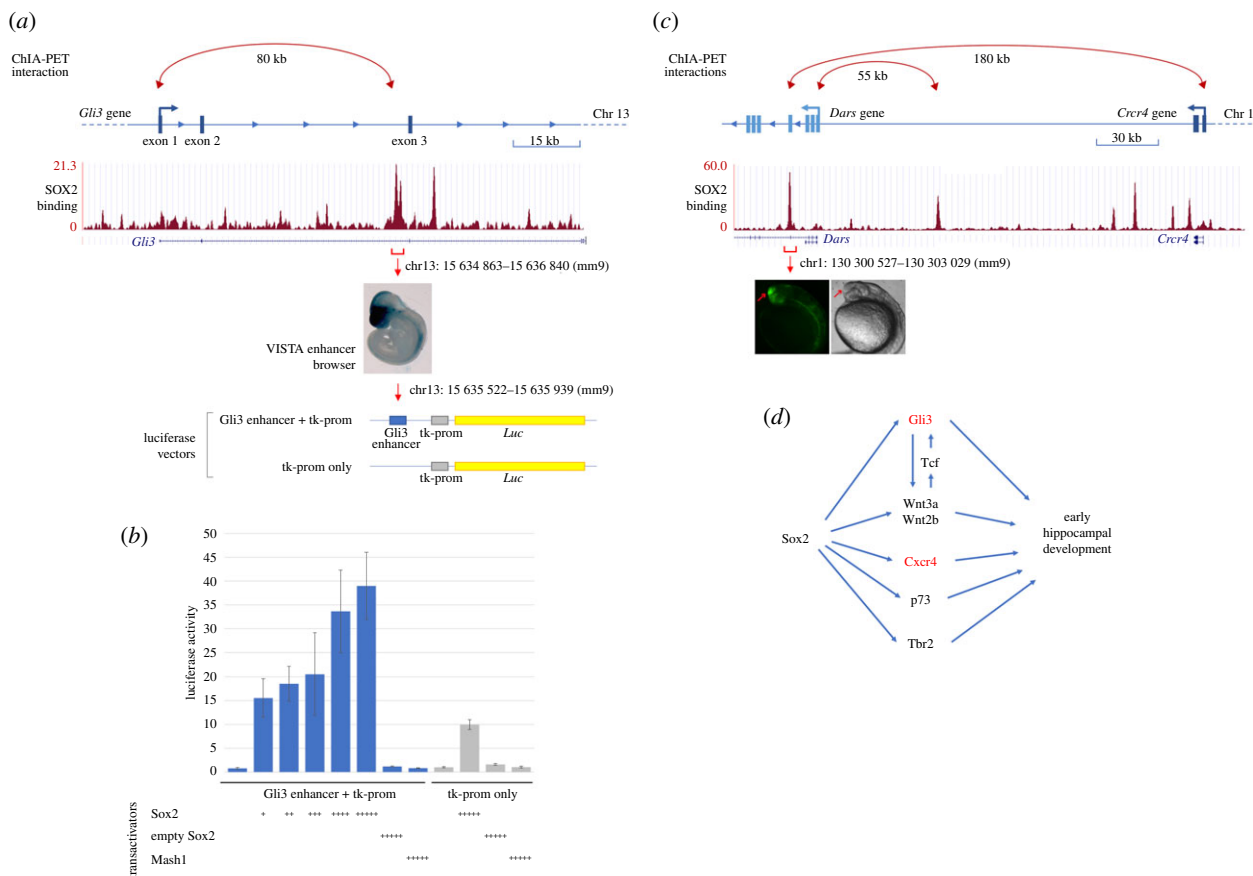 (a)
ChIA-PET
interaction
80 kb
Gli3 gene
Chr 13
exon 1 exon 2 exon 3
15 kb
21.3
SOX2
binding
0
Gli3
chr13: 15 634 863–15 636 840 (mm9)
VISTA enhancer
browser
chr13: 15 635 522–15 635 939 (mm9)
luciferase
vectors
Gli3 enhancer + tk-prom
Gli3
enhancer
tk-prom
Luc
tk-prom only
tk-prom
Luc
(b)
luciferase activity
50
45
40
35
30
25
20
15
10
5
0
Gli3 enhancer + tk-prom
tk-prom only
ransactivators
Sox2 + ++ +++ ++++ +++++ +++++
empty Sox2 +++++ +++++
Mash1 +++++ +++++
(c)
ChIA-PET
interactions
180 kb
55 kb
Dars gene
Crcr4 gene
Chr 1
30 kb
60.0
SOX2
binding
0
Dars
Crcr4
chr1: 130 300 527–130 303 029 (mm9)
(d)
Gli3
Tcf
Wnt3a
Wnt2b
Sox2
Cxcr4
p73
Tbr2
early
hippocampal
development